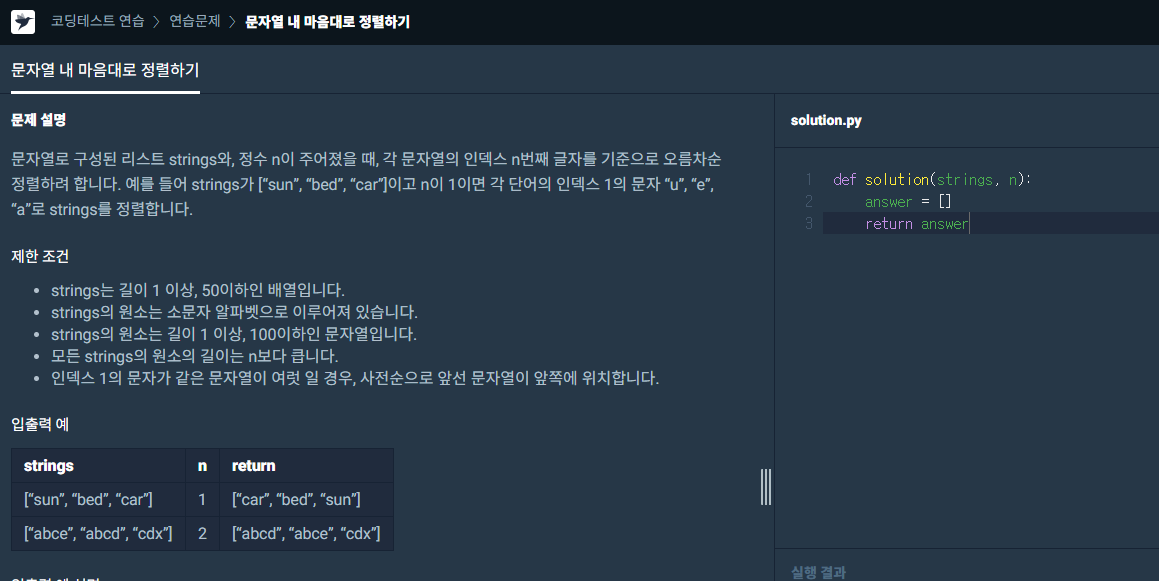 코딩테스트 연습 > 연습문제 > 문자열 내 마음대로 정렬하기
문자열 내 마음대로 정렬하기
문제 설명
문자열로 구성된 리스트 strings와, 정수 n이 주어졌을 때, 각 문자열의 인덱스 n번째 글자를 기준으로 오름차순
정렬하려 합니다. 예를 들어 strings가 [“sun”, “bed”, “car”]이고 n이 1이면 각 단어의 인덱스 1의 문자 “u”, “e”,
“a”로 strings를 정렬합니다.
제한 조건
• strings는 길이 1 이상, 50이하인 배열입니다.
• strings의 원소는 소문자 알파벳으로 이루어져 있습니다.
• strings의 원소는 길이 1 이상, 100이하인 문자열입니다.
• 모든 strings의 원소의 길이는 n보다 큽니다.
• 인덱스 1의 문자가 같은 문자열이 여럿 일 경우, 사전순으로 앞선 문자열이 앞쪽에 위치합니다.
입출력 예
strings n return
[“sun”, “bed”, “car”] 1 [“car”, “bed”, “sun”]
[“abce”, “abcd”, “cdx”] 2 [“abcd”, “abce”, “cdx”]
solution.py
1 def solution(strings, n):
2 answer = []
3 return answer
실행 결과